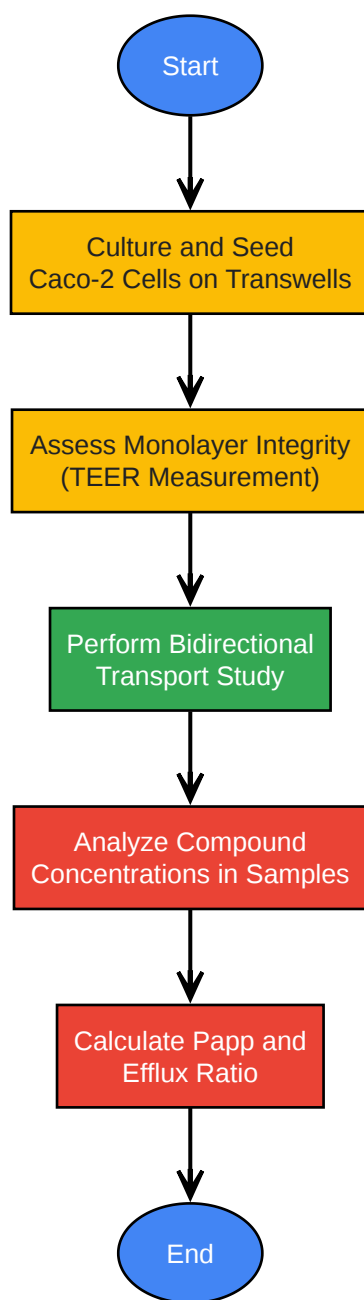 Start
Culture and Seed
Caco-2 Cells on Transwells
Assess Monolayer Integrity
(TEER Measurement)
Perform Bidirectional
Transport Study
Analyze Compound
Concentrations in Samples
Calculate Papp and
Efflux Ratio
End